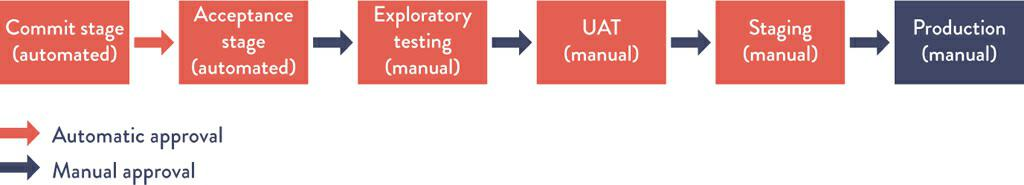 Commit stage
(automated)
Acceptance
stage
(automated)
Exploratory
testing
(manual)
UAT
(manual)
Staging
(manual)
Production
(manual)
Automatic approval
Manual approval